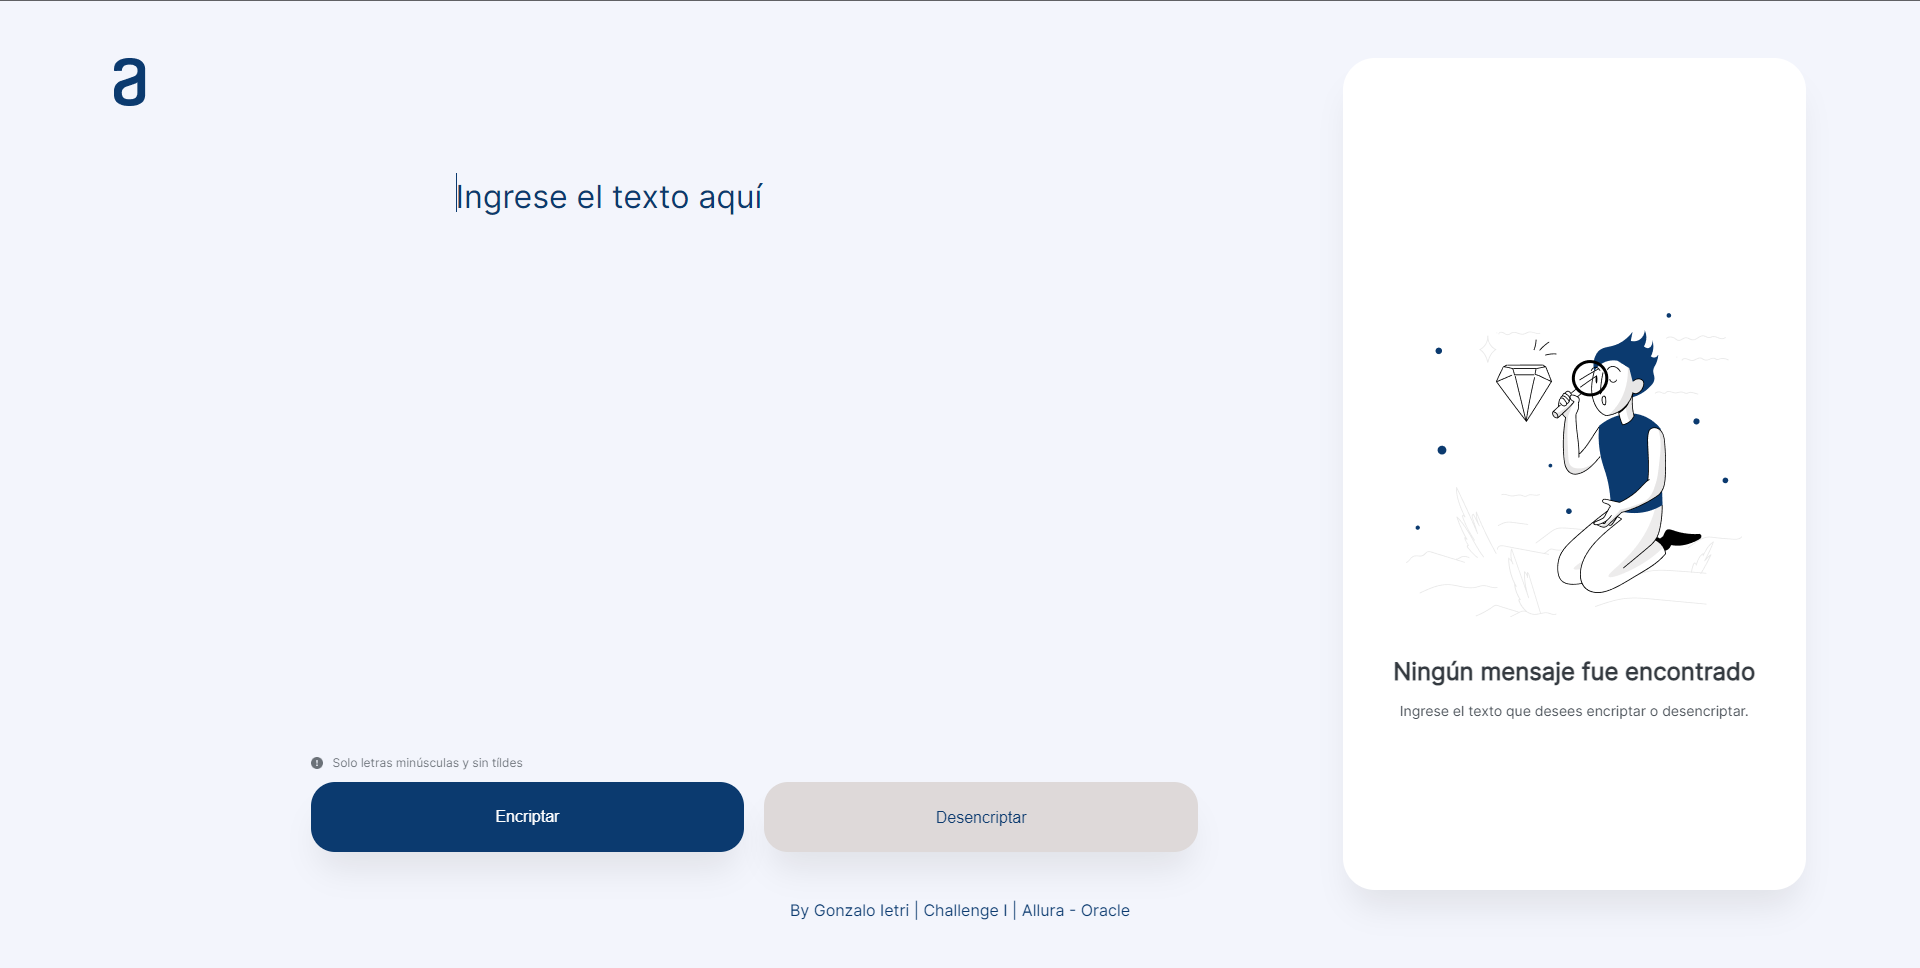 a
Ingrese el texto aquí
Solo letras minúsculas y sin tíldes
Encriptar
Desencriptar
Ningún mensaje fue encontrado
Ingrese el texto que desees encriptar o desencriptar.
By Gonzalo Ietri | Challenge I | Allura - Oracle